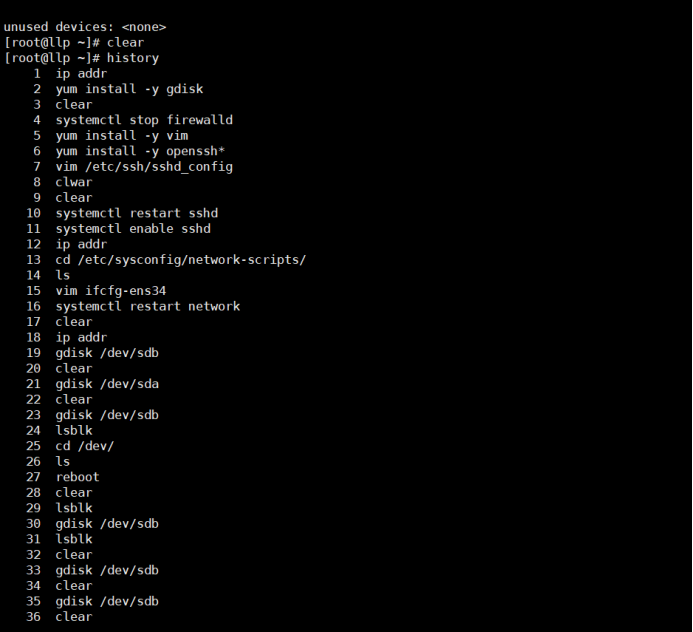 unused devices: <none>
[root@llp ~]# clear
[root@llp ~]# history
1 ip addr
2 yum install -y gdisk
3 clear
4 systemctl stop firewalld
5 yum install -y vim
6 yum install -y openssh*
7 vim /etc/ssh/sshd_config
8 clwar
9 clear
10 systemctl restart sshd
11 systemctl enable sshd
12 ip addr
13 cd /etc/sysconfig/network-scripts/
14 ls
15 vim ifcfg-ens34
16 systemctl restart network
17 clear
18 ip addr
19 gdisk /dev/sdb
20 clear
21 gdisk /dev/sda
22 clear
23 gdisk /dev/sdb
24 lsblk
25 cd /dev/
26 ls
27 reboot
28 clear
29 lsblk
30 gdisk /dev/sdb
31 lsblk
32 clear
33 gdisk /dev/sdb
34 clear
35 gdisk /dev/sdb
36 clear